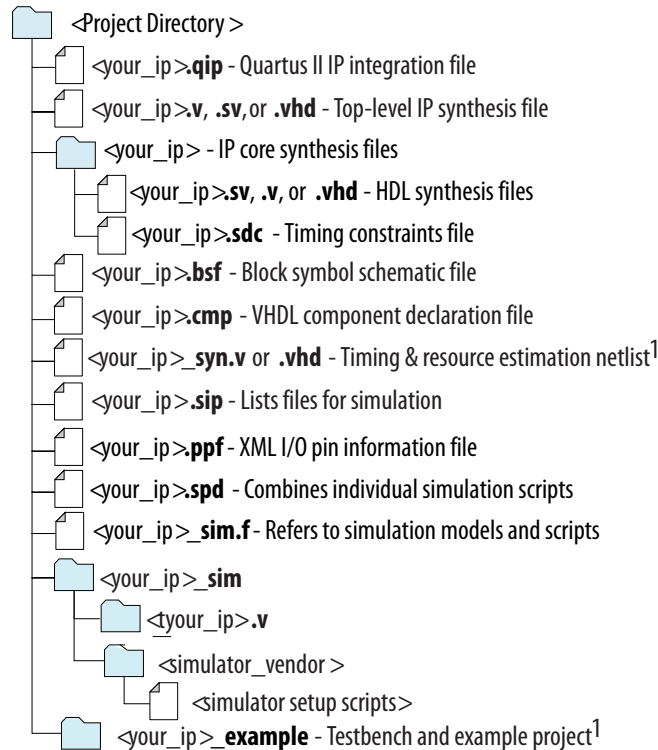 <Project Directory >
<your_ip>.qip - Quartus II IP integration file
<your_ip>.v, .sv, or .vhd - Top-level IP synthesis file
<your_ip> - IP core synthesis files
<your_ip>.sv, .v, or .vhd - HDL synthesis files
<your_ip>.sdc - Timing constraints file
<your_ip>.bsf - Block symbol schematic file
<your_ip>.cmp - VHDL component declaration file
<your_ip>_syn.v or .vhd - Timing & resource estimation netlist1
<your_ip>.sip - Lists files for simulation
<your_ip>.ppf - XML I/O pin information file
<your_ip>.spd - Combines individual simulation scripts
<your_ip>_sim.f - Refers to simulation models and scripts
<your_ip>_sim
<tyour_ip>.v
<simulator_vendor >
<simulator setup scripts>
<your_ip>_example - Testbench and example project1